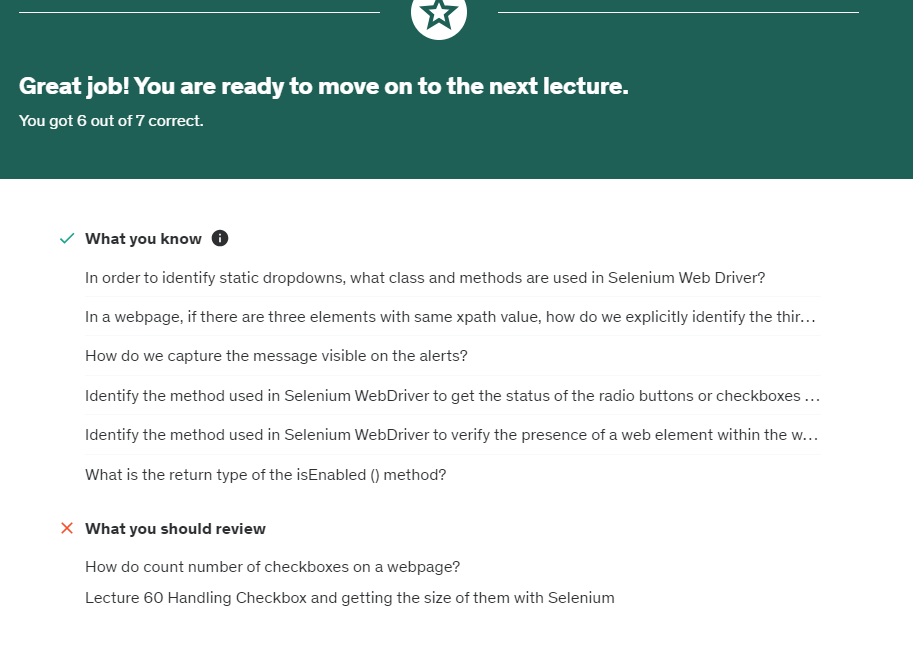 Great job! You are ready to move on to the next lecture.
You got 6 out of 7 correct.
What you know
In order to identify static dropdowns, what class and methods are used in Selenium Web Driver?
In a webpage, if there are three elements with same xpath value, how do we explicitly identify the thir...
How do we capture the message visible on the alerts?
Identify the method used in Selenium WebDriver to get the status of the radio buttons or checkboxes ...
Identify the method used in Selenium WebDriver to verify the presence of a web element within the w...
What is the return type of the isEnabled () method?
What you should review
How do count number of checkboxes on a webpage?
Lecture 60 Handling Checkbox and getting the size of them with Selenium